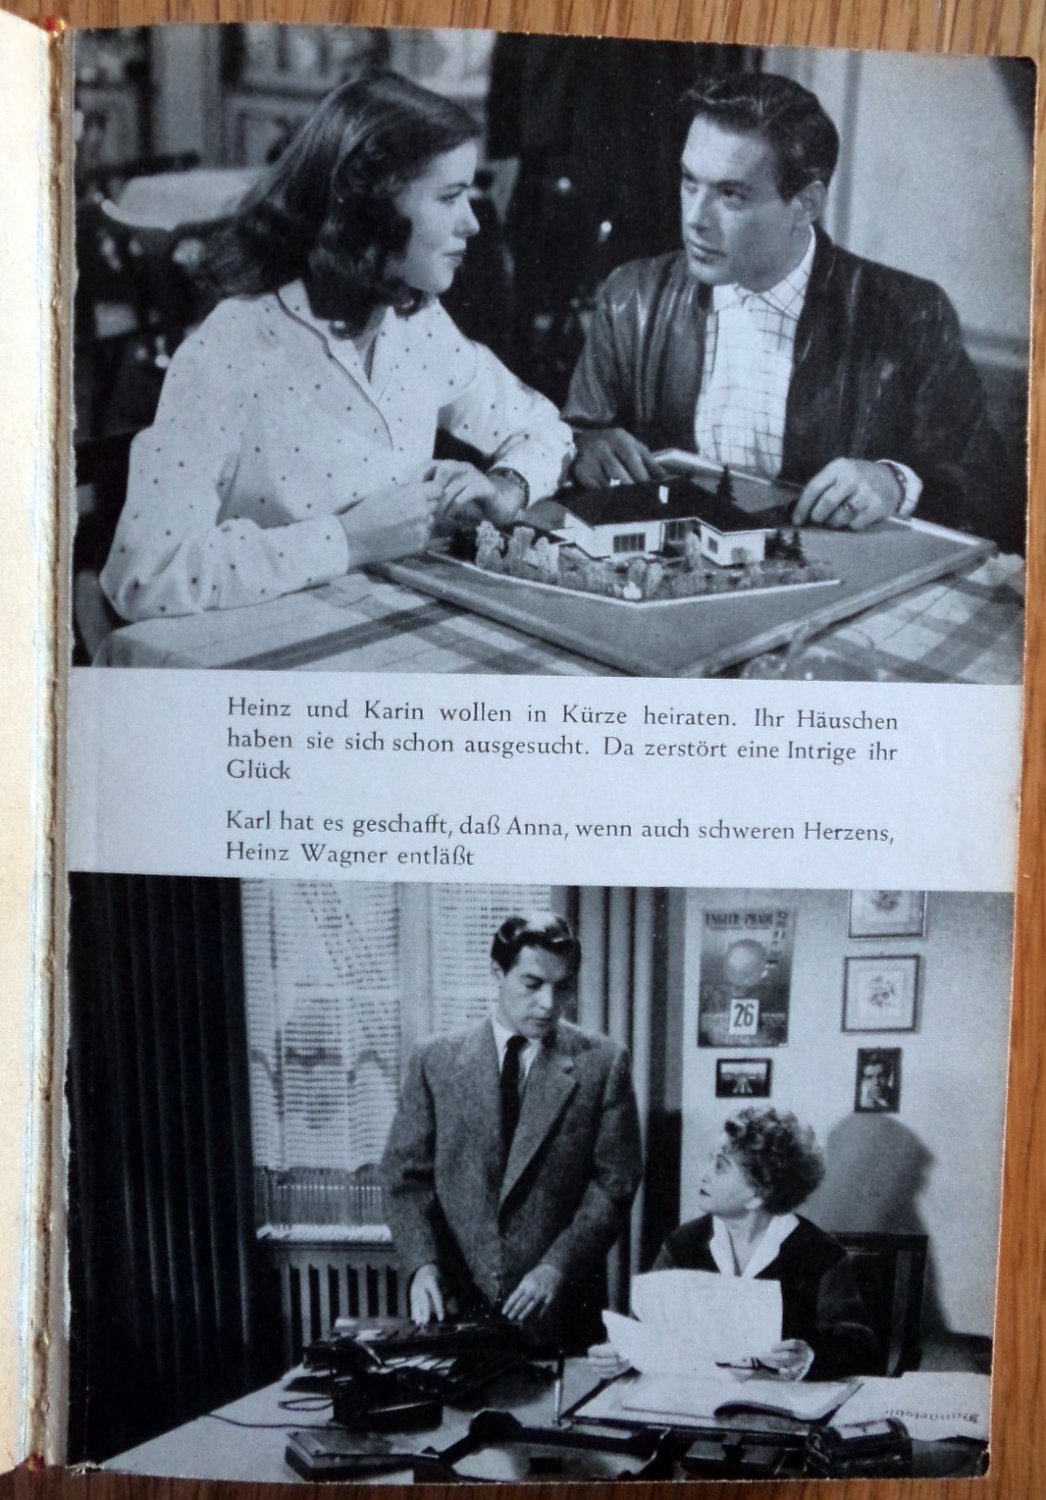 Heinz und Karin wollen in Kürze heiraten. Ihr Häuschen
haben sie sich schon ausgesucht. Da zerstört eine Intrige ihr
Glück
Karl hat es geschafft, daß Anna, wenn auch schweren Herzens,
Heinz Wagner entläßt
26